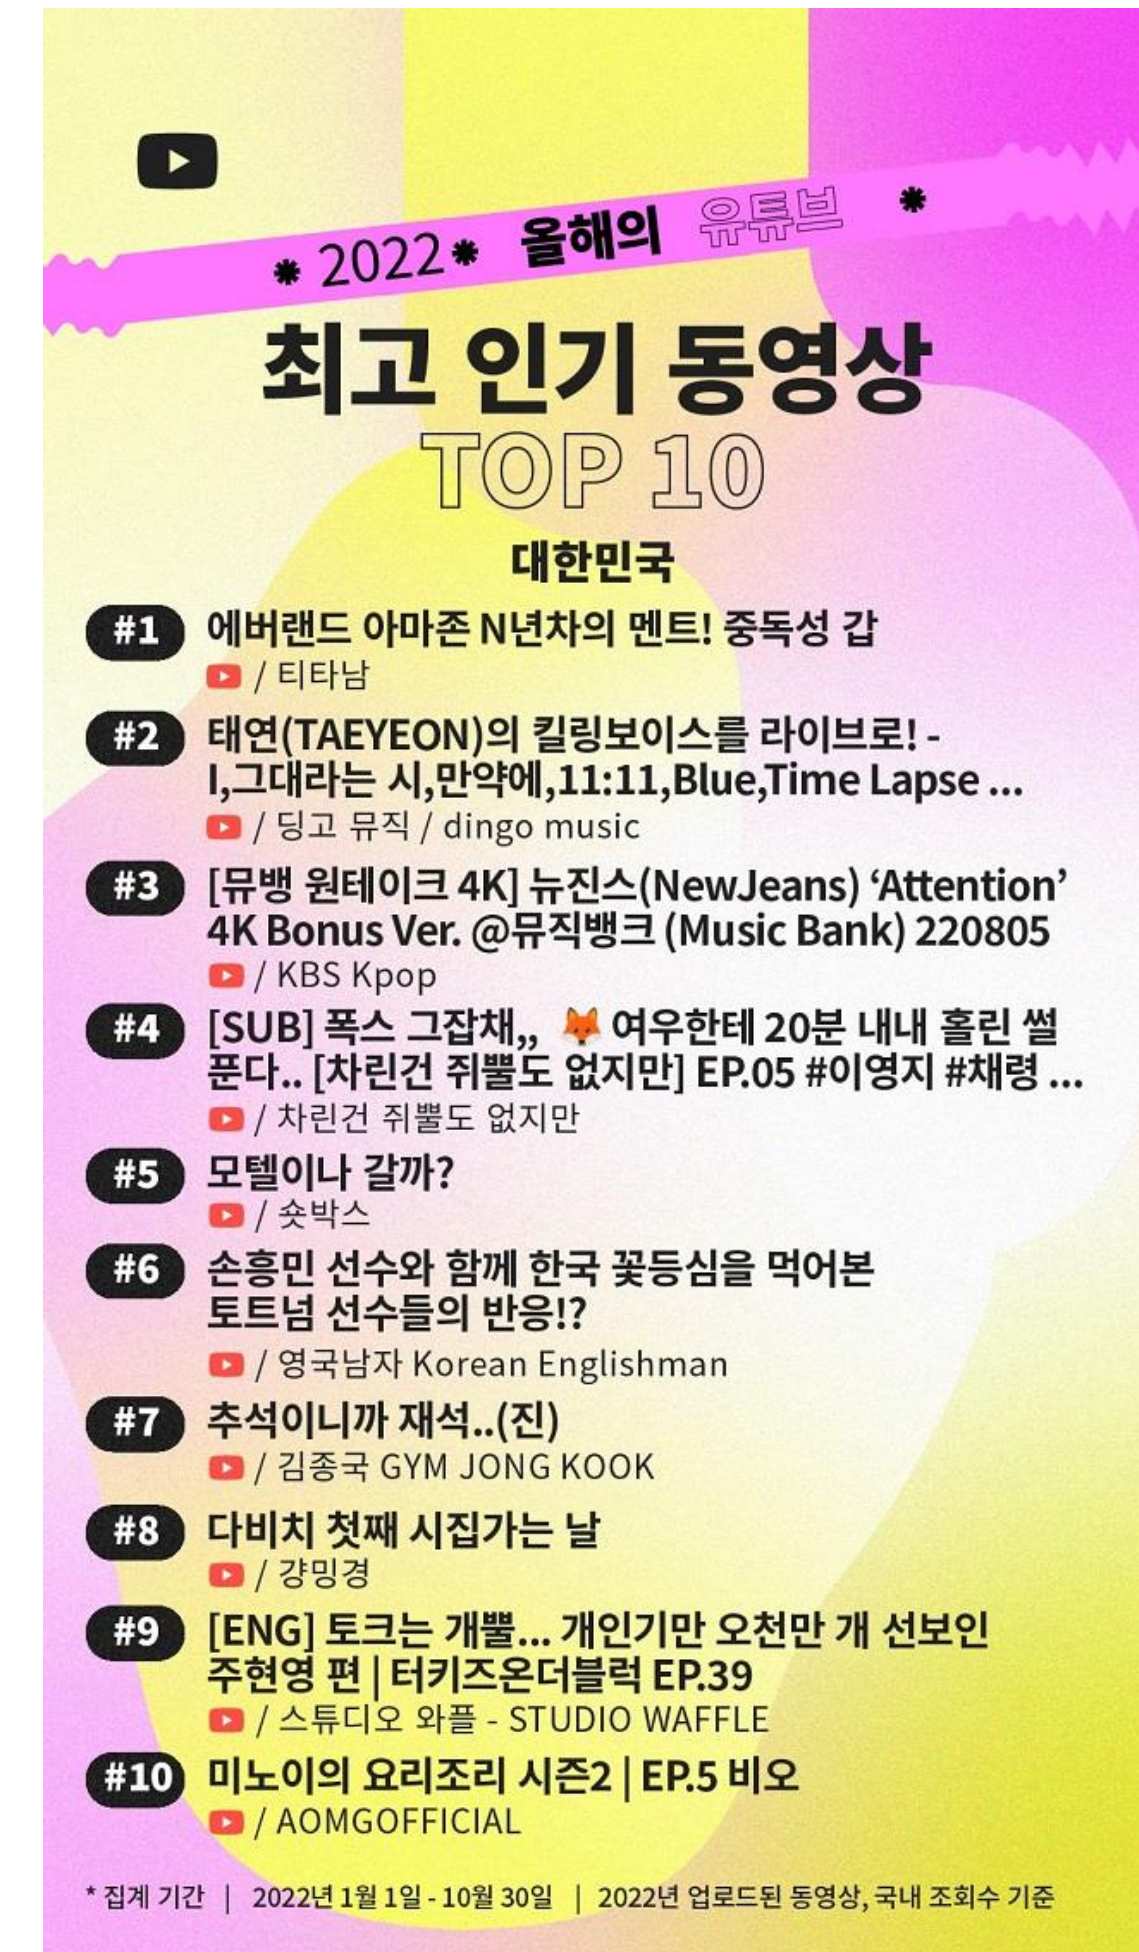 * 2022 * 올해의 유튜브 *
최고 인기 동영상
TOP 10
대한민국
#1 에버랜드 아마존 N년차의 멘트! 중독성 갑
/ 티타남
#2 태연(TAEYEON)의 킬링보이스를 라이브로! -
I,그대라는 시,만약에,11:11,Blue,Time Lapse ...
/ 딩고 뮤직 / dingo music
#3 [뮤뱅 원테이크 4K] 뉴진스(NewJeans) ‘Attention’
4K Bonus Ver. @뮤직뱅크 (Music Bank) 220805
/ KBS Kpop
#4 [SUB] 폭스 그잡채,, 🦊 여우한테 20분 내내 홀린 썰
푼다.. [차린건 쥐뿔도 없지만] EP.05 #이영지 #채령 ...
/ 차린건 쥐뿔도 없지만
#5 모텔이나 갈까?
/ 숏박스
#6 손흥민 선수와 함께 한국 꽃등심을 먹어본
토트넘 선수들의 반응!?
/ 영국남자 Korean Englishman
#7 추석이니까 재석..(진)
/ 김종국 GYM JONG KOOK
#8 다비치 첫째 시집가는 날
/ 걍밍경
#9 [ENG] 토크는 개뿔... 개인기만 오천만 개 선보인
주현영 편 | 터키즈온더블럭 EP.39
/ 스튜디오 와플 - STUDIO WAFFLE
#10 미노이의 요리조리 시즌2 | EP.5 비오
/ AOMGOFFICIAL
* 집계 기간 | 2022년 1월 1일 - 10월 30일 | 2022년 업로드된 동영상, 국내 조회수 기준